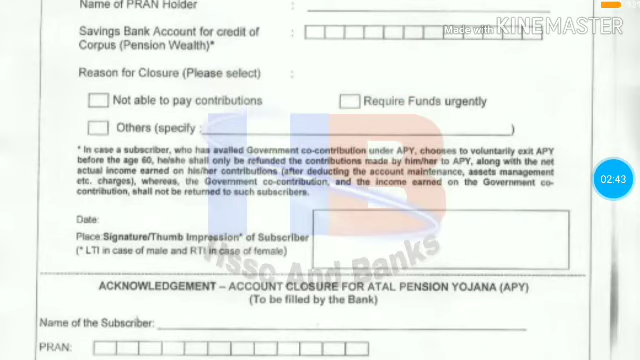 Name of PRAN Holder :
Made with KINEMASTER
Savings Bank Account for credit of :
Corpus (Pension Wealth)*
Reason for Closure (Please select) :
Not able to pay contributions Require Funds urgently
Others (specify : )
* In case a subscriber, who has availed Government co-contribution under APY, chooses to voluntarily exit APY
before the age 60, he/she shall only be refunded the contributions made by him/her to APY, along with the net
actual income earned on his/her contributions (after deducting the account maintenance, assets management
etc. charges), whereas, the Government co-contribution, and the income earned on the Government co-
contribution, shall not be returned to such subscribers.
02:43
HB
Date:
Place:Signature/Thumb Impression* of Subscriber
(* LTI in case of male and RTI in case of female)
Hssc And Banks
ACKNOWLEDGEMENT – ACCOUNT CLOSURE FOR ATAL PENSION YOJANA (APY)
(To be filled by the Bank)
Name of the Subscriber:
PRAN: